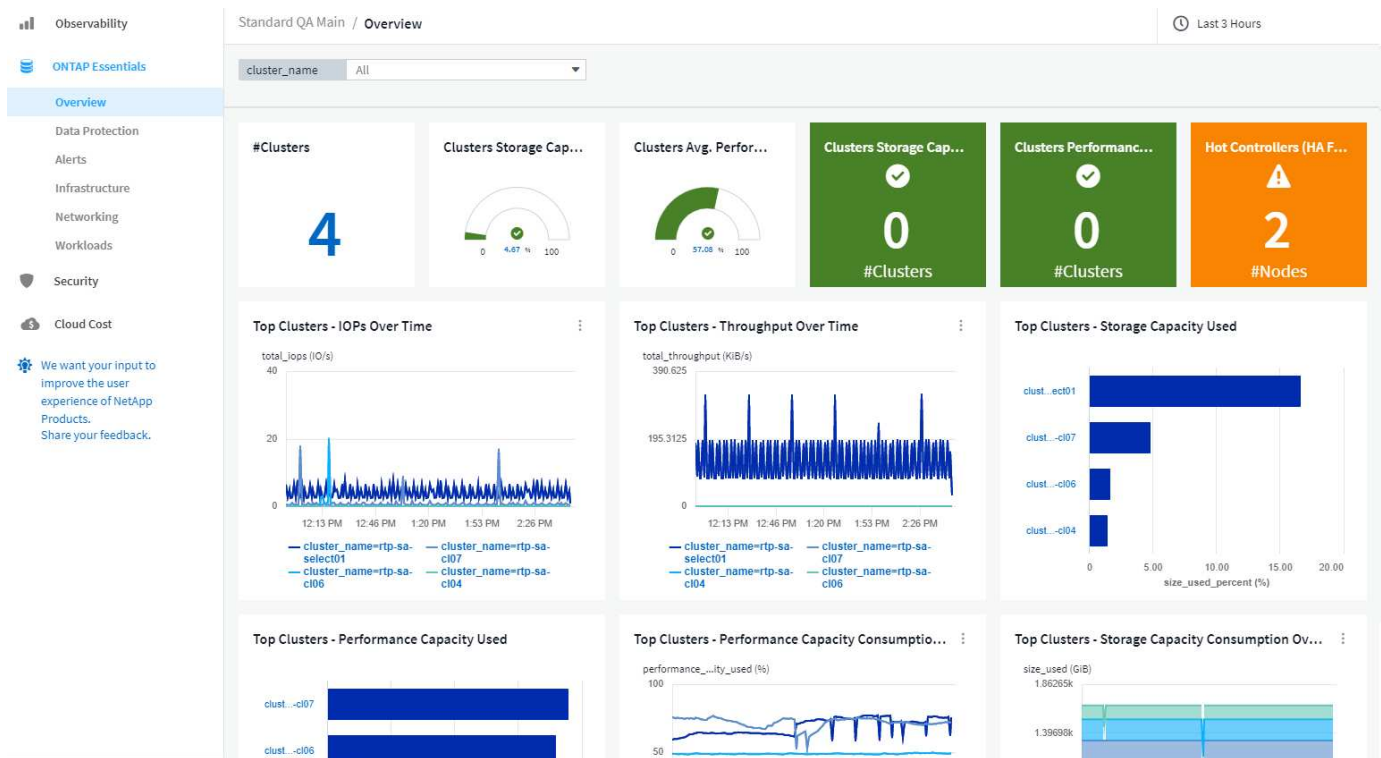 Observability
ONTAP Essentials
Overview
Data Protection
Alerts
Infrastructure
Networking
Workloads
Security
Cloud Cost
We want your input to
improve the user
experience of NetApp
Products.
Share your feedback.
Standard QA Main / Overview
Last 3 Hours
cluster_name All
#Clusters
4
Clusters Storage Cap...
0 4.67 % 100
Clusters Avg. Perfor...
0 57.08 % 100
Clusters Storage Cap...
0
#Clusters
Clusters Performanc...
0
#Clusters
Hot Controllers (HA F...
2
#Nodes
Top Clusters - IOPs Over Time
total_iops (IO/s)
40
20
0
12:13 PM 12:46 PM 1:20 PM 1:53 PM 2:26 PM
cluster_name=rtp-sa-select01
cluster_name=rtp-sa-cl07
cluster_name=rtp-sa-cl06
cluster_name=rtp-sa-cl04
Top Clusters - Throughput Over Time
total_throughput (KiB/s)
390.625
195.3125
0
12:13 PM 12:46 PM 1:20 PM 1:53 PM 2:26 PM
cluster_name=rtp-sa-select01
cluster_name=rtp-sa-cl07
cluster_name=rtp-sa-cl04
cluster_name=rtp-sa-cl06
Top Clusters - Storage Capacity Used
clust...ect01
clust...-cl07
clust...-cl06
clust...-cl04
0 5.00 10.00 15.00 20.00
size_used_percent (%)
Top Clusters - Performance Capacity Used
clust...-cl07
clust...-cl06
Top Clusters - Performance Capacity Consumptio...
performance_...ity_used (%)
100
50
Top Clusters - Storage Capacity Consumption Ov...
size_used (GiB)
1.86265k
1.39698k